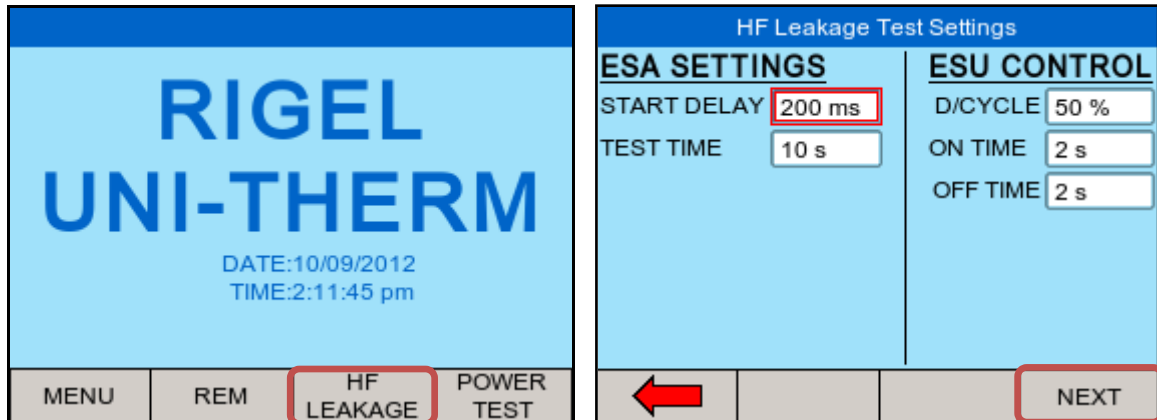 RIGEL
UNI-THERM
DATE:10/09/2012
TIME:2:11:45 pm
MENU
REM
HF
LEAKAGE
POWER
TEST
HF Leakage Test Settings
ESA SETTINGS
START DELAY 200 ms
TEST TIME 10 s
ESU CONTROL
D/CYCLE 50 %
ON TIME 2 s
OFF TIME 2 s
NEXT